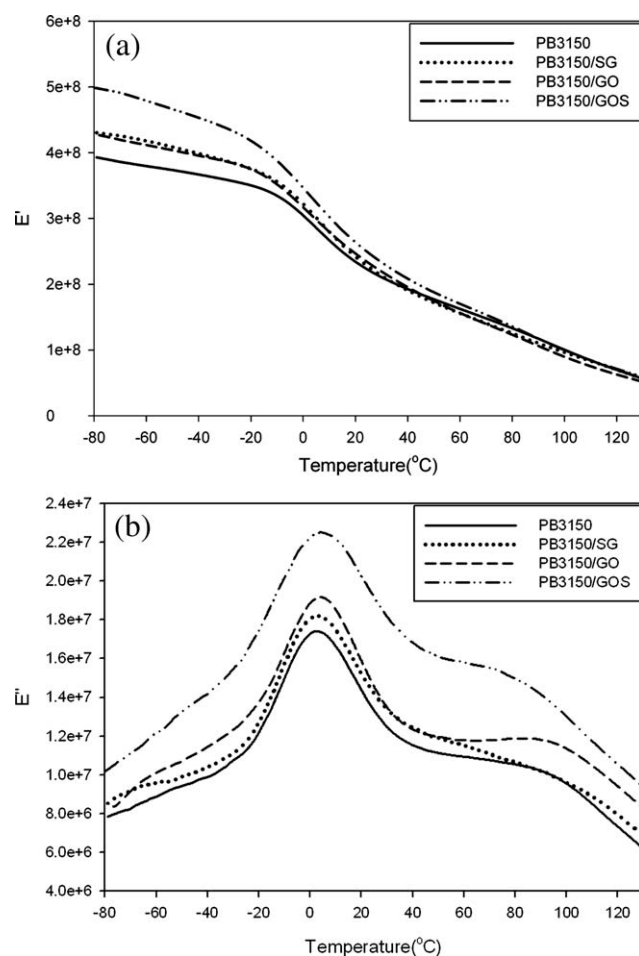 (a)
PB3150
PB3150/SG
PB3150/GO
PB3150/GOS
6e+8
5e+8
4e+8
3e+8
2e+8
1e+8
0
E'
-80 -60 -40 -20 0 20 40 60 80 100 120
Temperature(°C)
(b)
PB3150
PB3150/SG
PB3150/GO
PB3150/GOS
2.4e+7
2.2e+7
2.0e+7
1.8e+7
1.6e+7
1.4e+7
1.2e+7
1.0e+7
8.0e+6
6.0e+6
4.0e+6
E''
-80 -60 -40 -20 0 20 40 60 80 100 120
Temperature(°C)